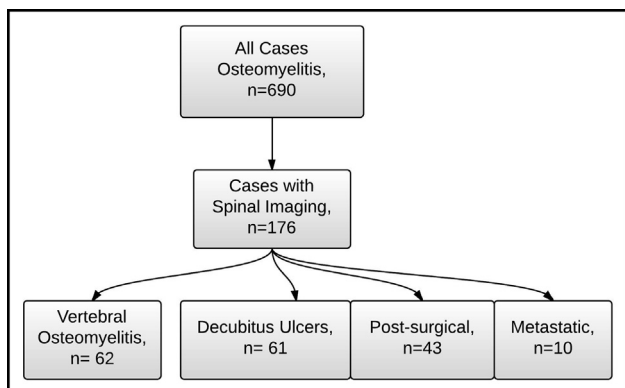 All Cases
Osteomyelitis,
n=690
Cases with
Spinal Imaging,
n=176
Vertebral
Osteomyelitis,
n= 62
Decubitus Ulcers,
n= 61
Post-surgical,
n=43
Metastatic,
n=10